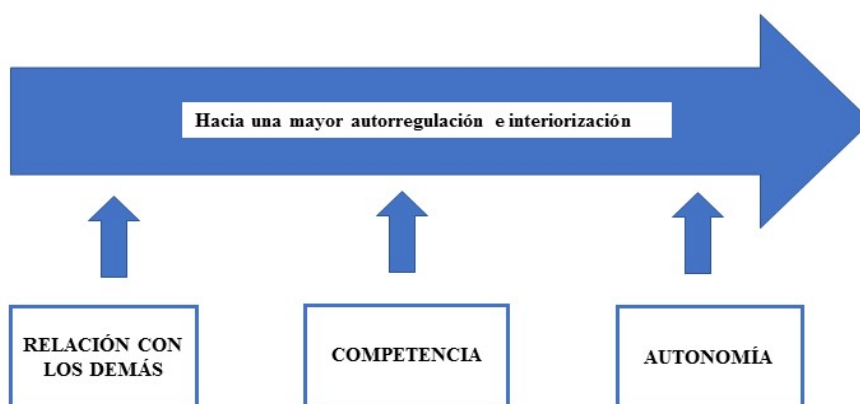 Hacia una mayor autorregulación e interiorización
RELACIÓN CON
LOS DEMÁS
COMPETENCIA
AUTONOMÍA